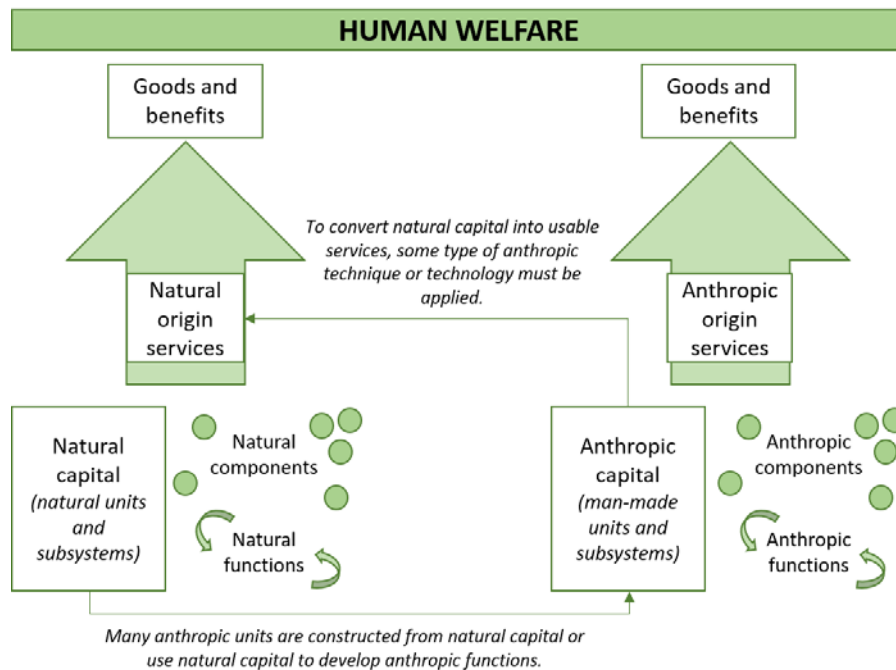 HUMAN WELFARE
Goods and
benefits
Goods and
benefits
To convert natural capital into usable
services, some type of anthropic
technique or technology must be
applied.
Natural
origin
services
Anthropic
origin
services
Natural
capital
(natural units
and
subsystems)
Natural
components
Natural
functions
Anthropic
capital
(man-made
units and
subsystems)
Anthropic
components
Anthropic
functions
Many anthropic units are constructed from natural capital or
use natural capital to develop anthropic functions.